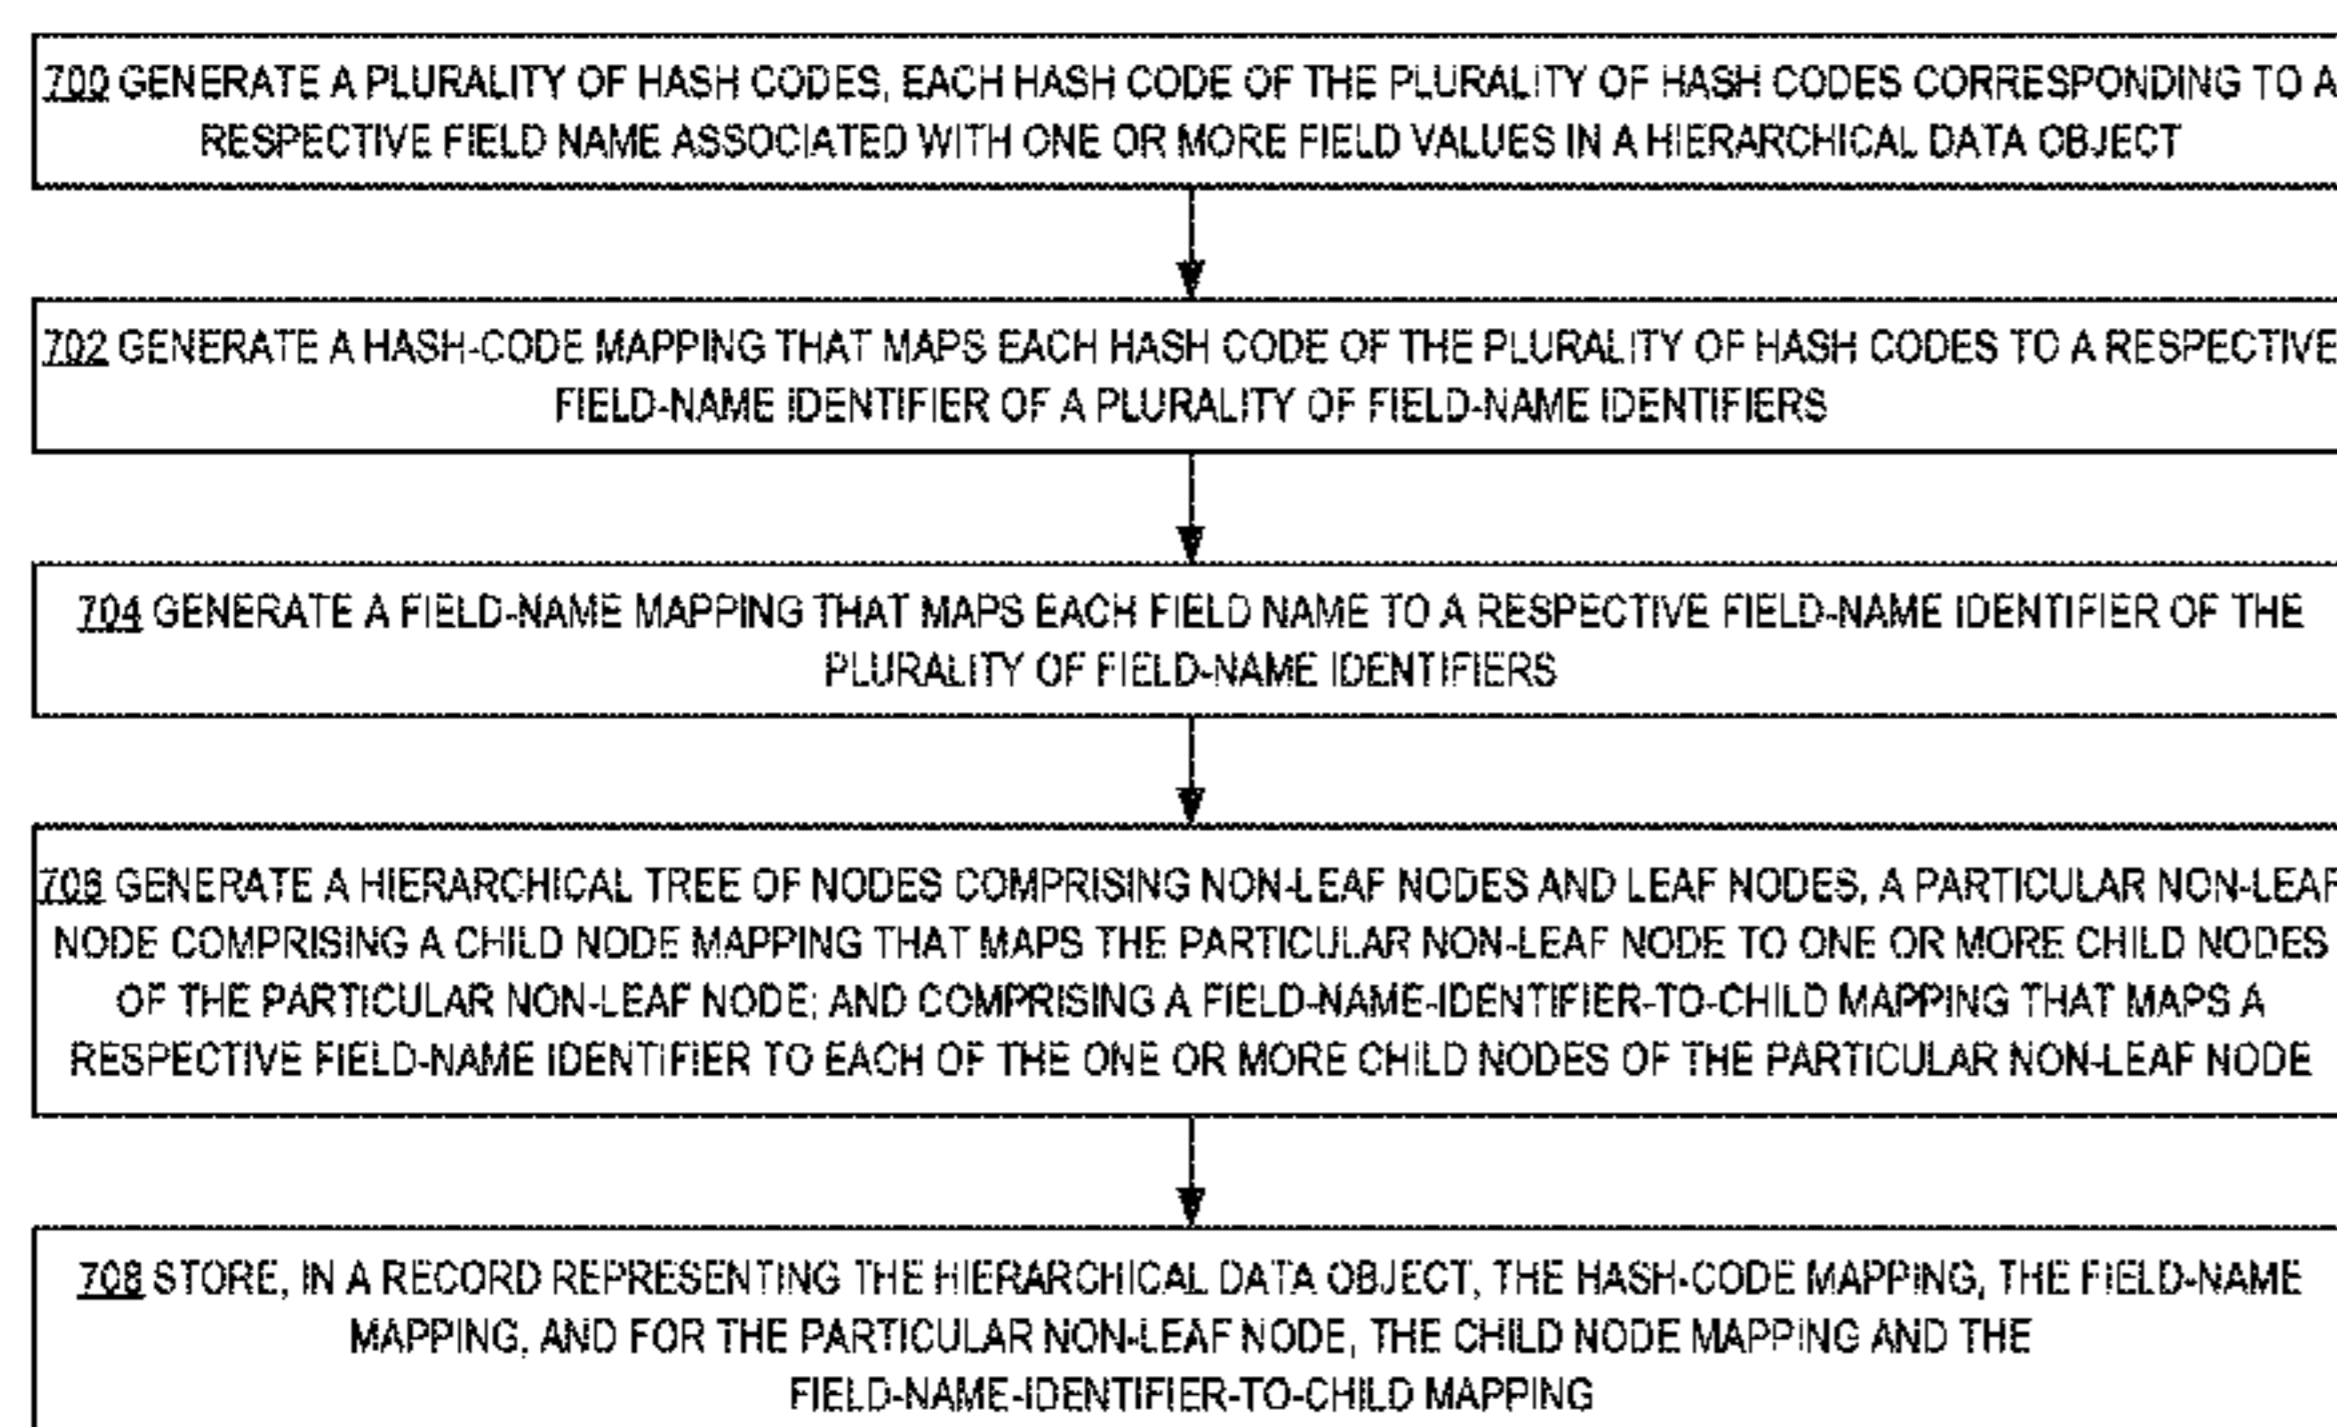 700 GENERATE A PLURALITY OF HASH CODES, EACH HASH CODE OF THE PLURALITY OF HASH CODES CORRESPONDING TO A
RESPECTIVE FIELD NAME ASSOCIATED WITH ONE OR MORE FIELD VALUES IN A HIERARCHICAL DATA OBJECT
702 GENERATE A HASH-CODE MAPPING THAT MAPS EACH HASH CODE OF THE PLURALITY OF HASH CODES TO A RESPECTIVE
FIELD-NAME IDENTIFIER OF A PLURALITY OF FIELD-NAME IDENTIFIERS
704 GENERATE A FIELD-NAME MAPPING THAT MAPS EACH FIELD NAME TO A RESPECTIVE FIELD-NAME IDENTIFIER OF THE
PLURALITY OF FIELD-NAME IDENTIFIERS
706 GENERATE A HIERARCHICAL TREE OF NODES COMPRISING NON-LEAF NODES AND LEAF NODES, A PARTICULAR NON-LEAF
NODE COMPRISING A CHILD NODE MAPPING THAT MAPS THE PARTICULAR NON-LEAF NODE TO ONE OR MORE CHILD NODES
OF THE PARTICULAR NON-LEAF NODE; AND COMPRISING A FIELD-NAME-IDENTIFIER-TO-CHILD MAPPING THAT MAPS A
RESPECTIVE FIELD-NAME IDENTIFIER TO EACH OF THE ONE OR MORE CHILD NODES OF THE PARTICULAR NON-LEAF NODE
708 STORE, IN A RECORD REPRESENTING THE HIERARCHICAL DATA OBJECT, THE HASH-CODE MAPPING, THE FIELD-NAME
MAPPING, AND FOR THE PARTICULAR NON-LEAF NODE, THE CHILD NODE MAPPING AND THE
FIELD-NAME-IDENTIFIER-TO-CHILD MAPPING